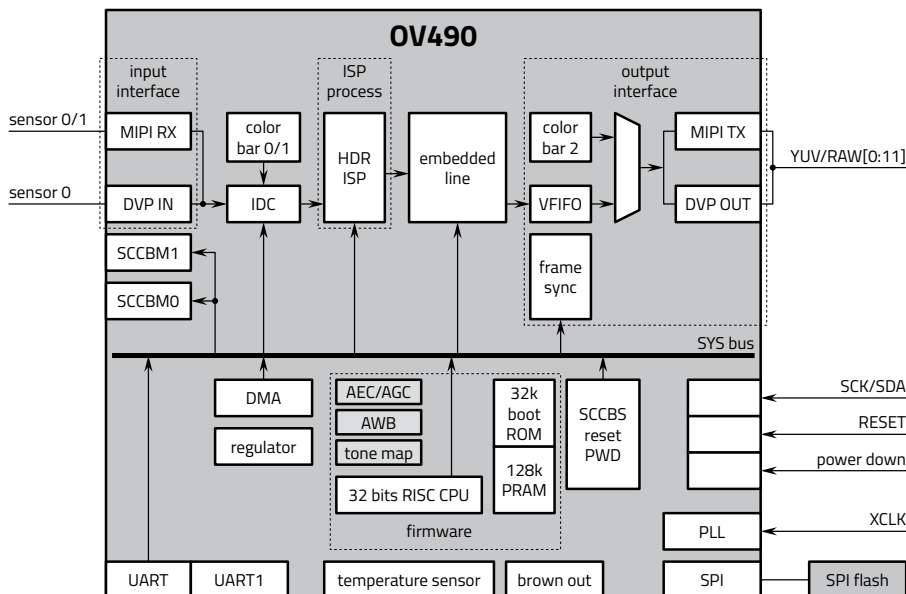 OV490
input
interface
ISP
process
output
interface
sensor 0/1
MIPI RX
color
bar 0/1
HDR
ISP
embedded
line
color
bar 2
MIPI TX
YUV/RAW[0:11]
sensor 0
DVP IN
IDC
VFIFO
DVP OUT
SCCBM1
SCCBM0
frame
sync
SYS bus
DMA
regulator
AEC/AGC
AWB
tone map
32 bits RISC CPU
firmware
32k
boot
ROM
128k
PRAM
SCCBS
reset
PWD
SCK/SDA
RESET
power down
XCLK
PLL
UART
UART1
temperature sensor
brown out
SPI
SPI flash